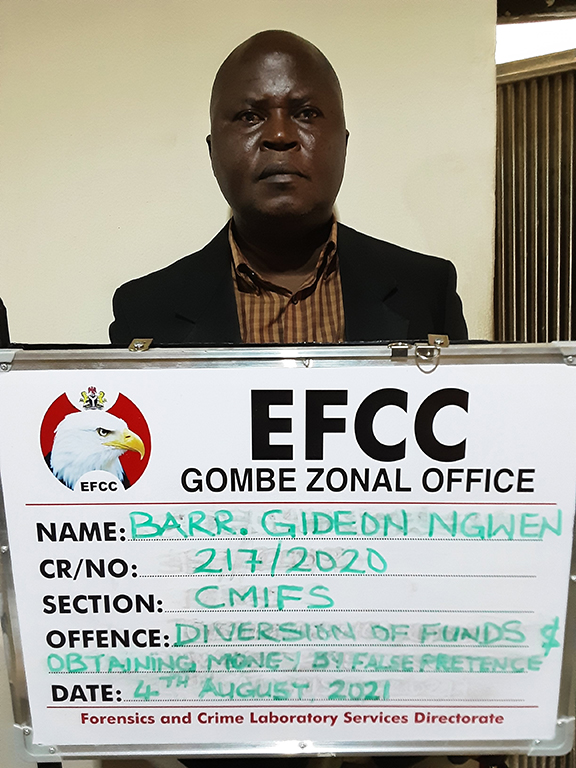 EFCC
GOMBE ZONAL OFFICE
EFCC
NAME: BARR. GIDEON NGWEN
CR/NO: 217/2020
SECTION: CMIFS
OFFENCE: DIVERSION OF FUNDS &
OBTAINING MONEY BY FALSE PRETENCE
DATE: 4TH AUGUST, 2021
Forensics and Crime Laboratory Services Directorate